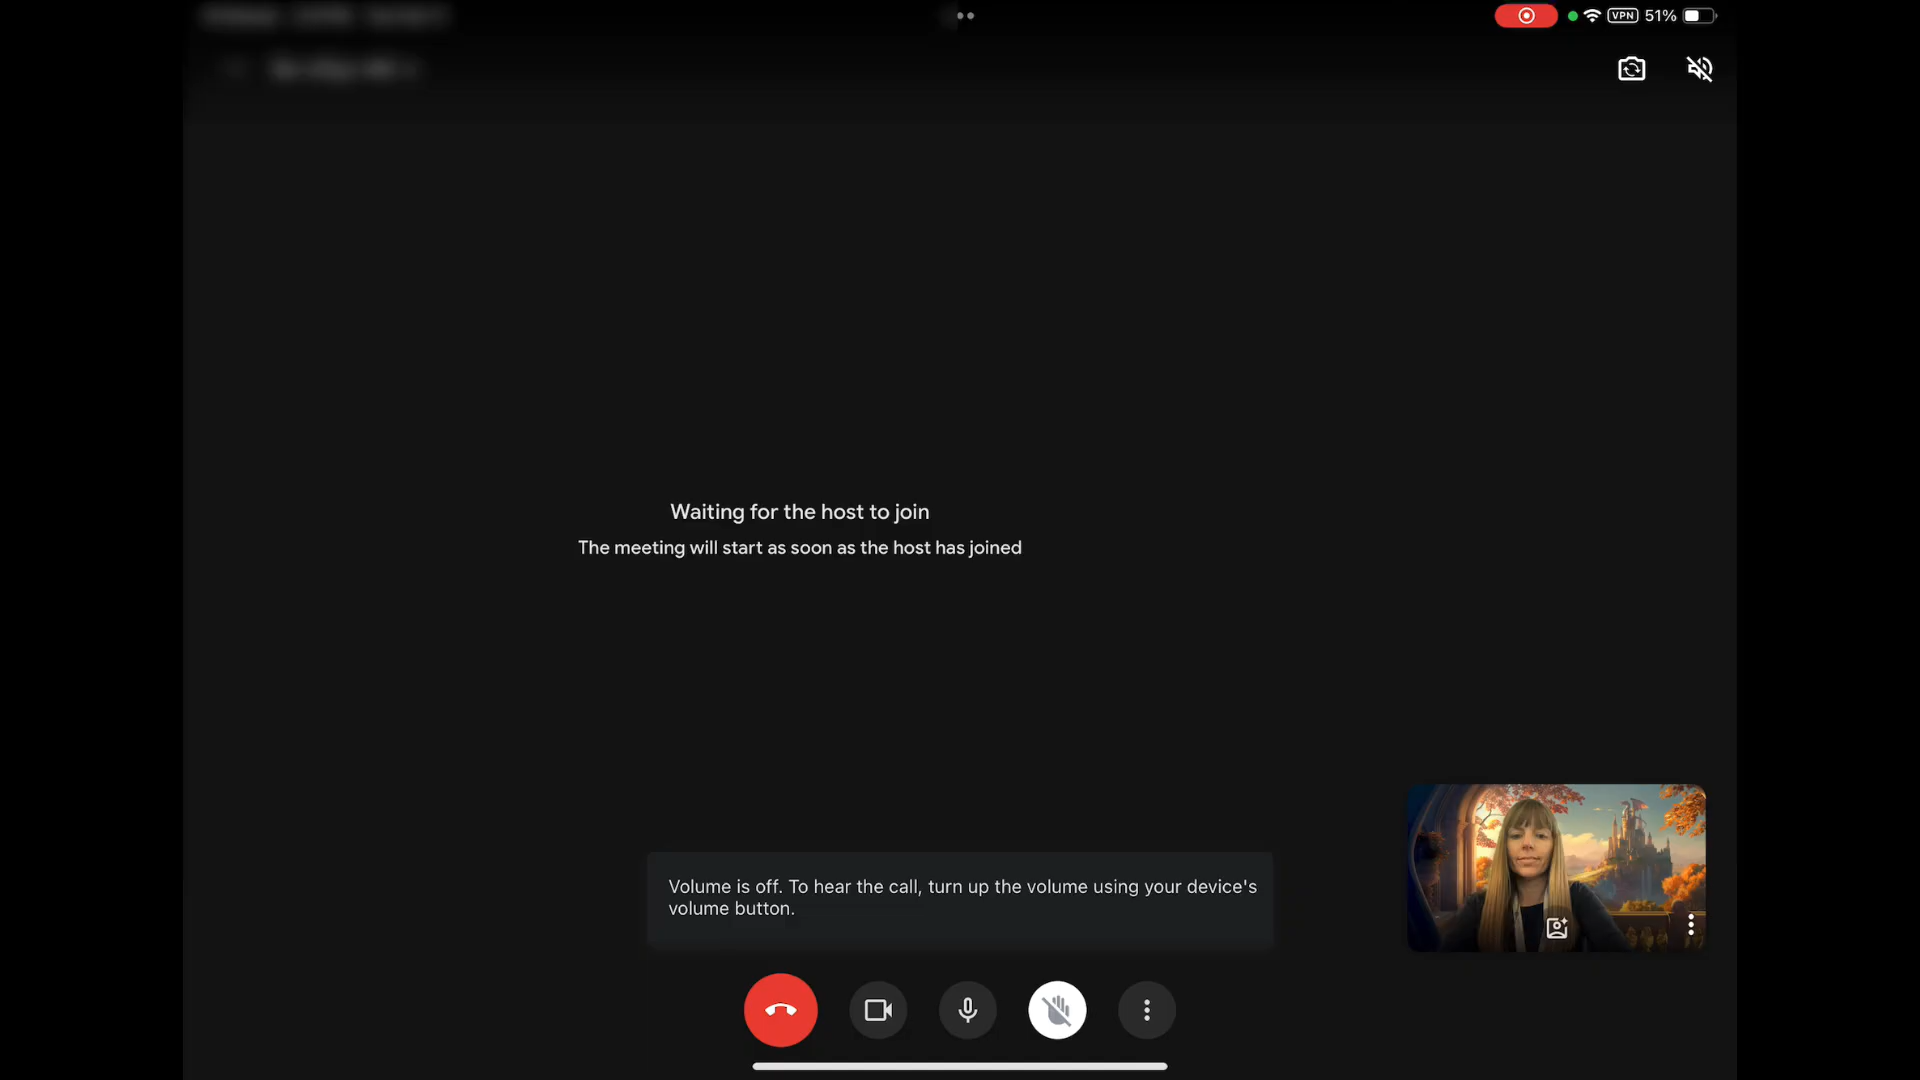 VPN 51%
Waiting for the host to join
The meeting will start as soon as the host has joined
Volume is off. To hear the call, turn up the volume using your device's
volume button.